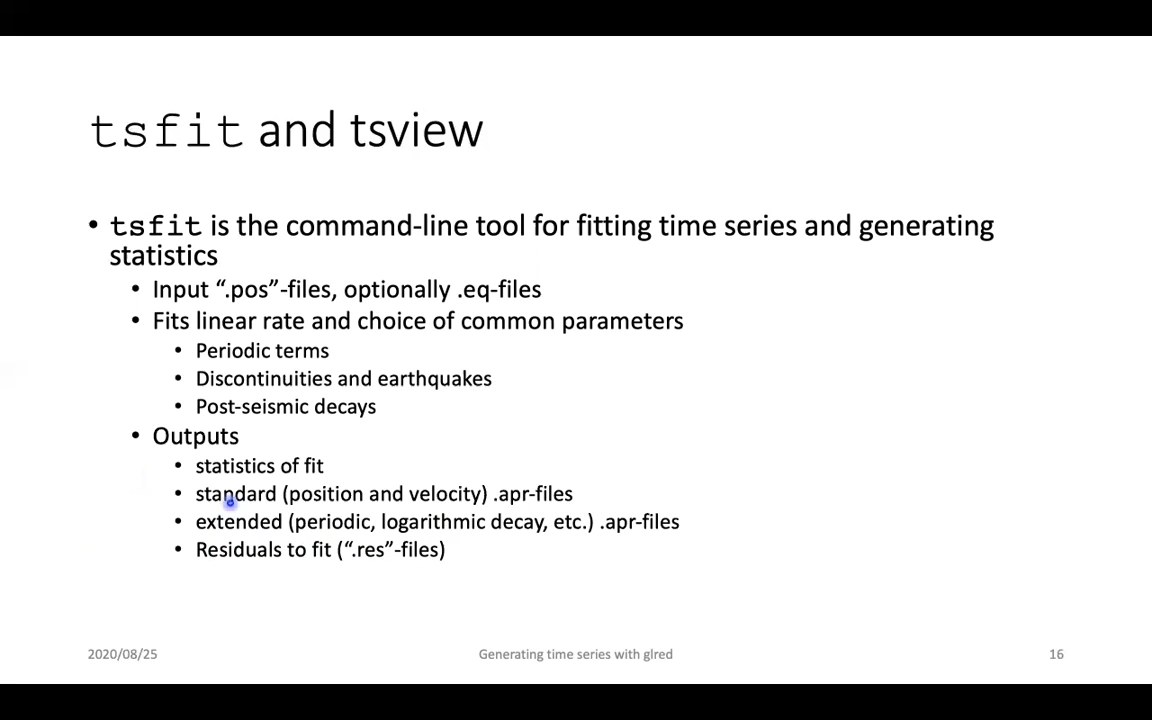 tsfit and tsview
• tsfit is the command-line tool for fitting time series and generating
statistics
• Input “.pos”-files, optionally .eq-files
• Fits linear rate and choice of common parameters
• Periodic terms
• Discontinuities and earthquakes
• Post-seismic decays
• Outputs
• statistics of fit
• standard (position and velocity) .apr-files
• extended (periodic, logarithmic decay, etc.) .apr-files
• Residuals to fit (“.res”-files)
2020/08/25
Generating time series with glred
16